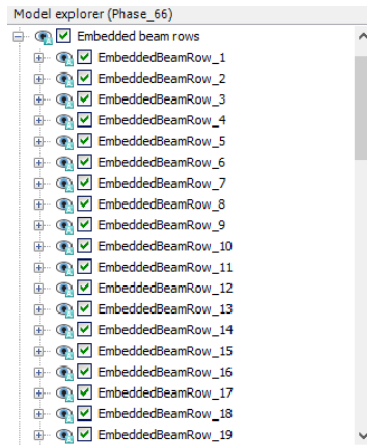 Model explorer (Phase_66)
Embedded beam rows
EmbeddedBeamRow_1
EmbeddedBeamRow_2
EmbeddedBeamRow_3
EmbeddedBeamRow_4
EmbeddedBeamRow_5
EmbeddedBeamRow_6
EmbeddedBeamRow_7
EmbeddedBeamRow_8
EmbeddedBeamRow_9
EmbeddedBeamRow_10
EmbeddedBeamRow_11
EmbeddedBeamRow_12
EmbeddedBeamRow_13
EmbeddedBeamRow_14
EmbeddedBeamRow_15
EmbeddedBeamRow_16
EmbeddedBeamRow_17
EmbeddedBeamRow_18
EmbeddedBeamRow_19